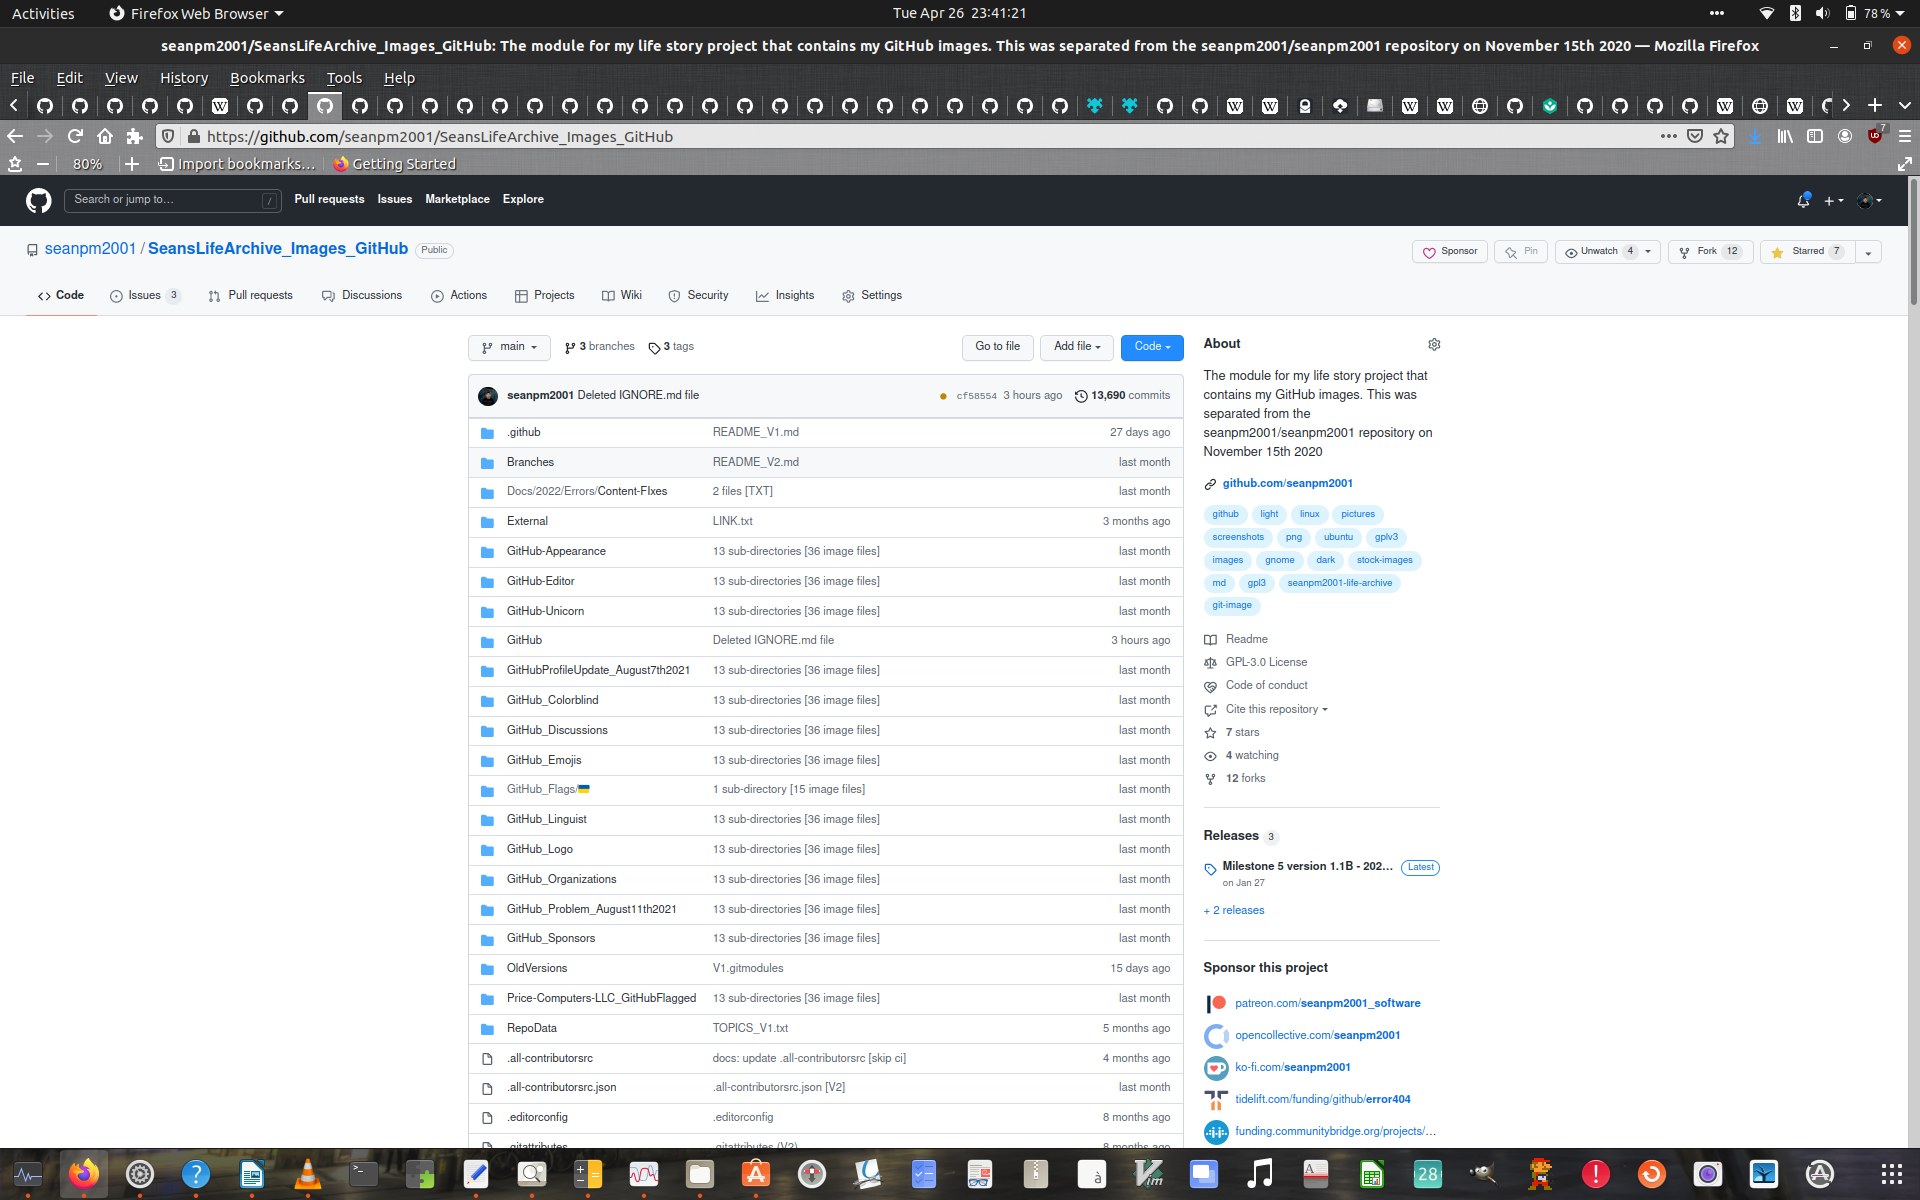 Activities Firefox Web Browser Tue Apr 26 23:41:21 78 %
seanpm2001/SeansLifeArchive_Images_GitHub: The module for my life story project that contains my GitHub images. This was separated from the seanpm2001/seanpm2001 repository on November 15th 2020 — Mozilla Firefox
File Edit View History Bookmarks Tools Help
https://github.com/seanpm2001/SeansLifeArchive_Images_GitHub 7
80% Import bookmarks... Getting Started
Search or jump to... / Pull requests Issues Marketplace Explore
seanpm2001 / SeansLifeArchive_Images_GitHub Public Sponsor Pin Unwatch 4 Fork 12 Starred 7
Code Issues 3 Pull requests Discussions Actions Projects Wiki Security Insights Settings
main 3 branches 3 tags Go to file Add file Code
seanpm2001 Deleted IGNORE.md file cf58554 3 hours ago 13,690 commits
.github README_V1.md 27 days ago
Branches README_V2.md last month
Docs/2022/Errors/Content-FIxes 2 files [TXT] last month
External LINK.txt 3 months ago
GitHub-Appearance 13 sub-directories [36 image files] last month
GitHub-Editor 13 sub-directories [36 image files] last month
GitHub-Unicorn 13 sub-directories [36 image files] last month
GitHub Deleted IGNORE.md file 3 hours ago
GitHubProfileUpdate_August7th2021 13 sub-directories [36 image files] last month
GitHub_Colorblind 13 sub-directories [36 image files] last month
GitHub_Discussions 13 sub-directories [36 image files] last month
GitHub_Emojis 13 sub-directories [36 image files] last month
GitHub_Flags/🇺🇦 1 sub-directory [15 image files] last month
GitHub_Linguist 13 sub-directories [36 image files] last month
GitHub_Logo 13 sub-directories [36 image files] last month
GitHub_Organizations 13 sub-directories [36 image files] last month
GitHub_Problem_August11th2021 13 sub-directories [36 image files] last month
GitHub_Sponsors 13 sub-directories [36 image files] last month
OldVersions V1.gitmodules 15 days ago
Price-Computers-LLC_GitHubFlagged 13 sub-directories [36 image files] last month
RepoData TOPICS_V1.txt 5 months ago
.all-contributorsrc docs: update .all-contributorsrc [skip ci] 4 months ago
.all-contributorsrc.json .all-contributorsrc.json [V2] last month
.editorconfig .editorconfig 8 months ago
.gitattributes .gitattributes (V2) 8 months ago
About
The module for my life story project that
contains my GitHub images. This was
separated from the
seanpm2001/seanpm2001 repository on
November 15th 2020
github.com/seanpm2001
github light linux pictures
screenshots png ubuntu gplv3
images gnome dark stock-images
md gpl3 seanpm2001-life-archive
git-image
Readme
GPL-3.0 License
Code of conduct
Cite this repository
7 stars
4 watching
12 forks
Releases 3
Milestone 5 version 1.1B - 202... Latest
on Jan 27
+ 2 releases
Sponsor this project
patreon.com/seanpm2001_software
opencollective.com/seanpm2001
ko-fi.com/seanpm2001
tidelift.com/funding/github/error404
funding.communitybridge.org/projects/...
28